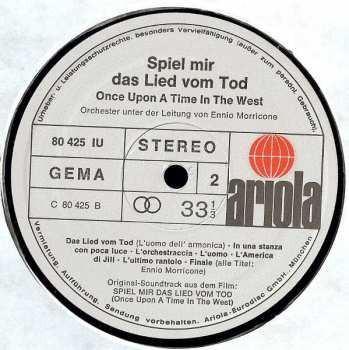 Urheber- u. Leistungsschutzrechte, besonders Vervielfältigung (außer zum persönl. Gebrauch),
Spiel mir
das Lied vom Tod
Once Upon A Time In The West
Orchester unter der Leitung von Ennio Morricone
80 425 IU
STEREO
GEMA
2
C 80 425 B
33 1/3
ariola
Das Lied vom Tod (L'uomo dell' armonica) · In una stanza
con poca luce · L'orchestraccia · L'uomo · L'America
di Jill · L'ultimo rantolo · Finale (alle Titel:
Ennio Morricone)
Original-Soundtrack aus dem Film:
SPIEL MIR DAS LIED VOM TOD
(Once Upon A Time In The West)
Vermietung, Aufführung, Sendung vorbehalten. Ariola-Eurodisc GmbH, München